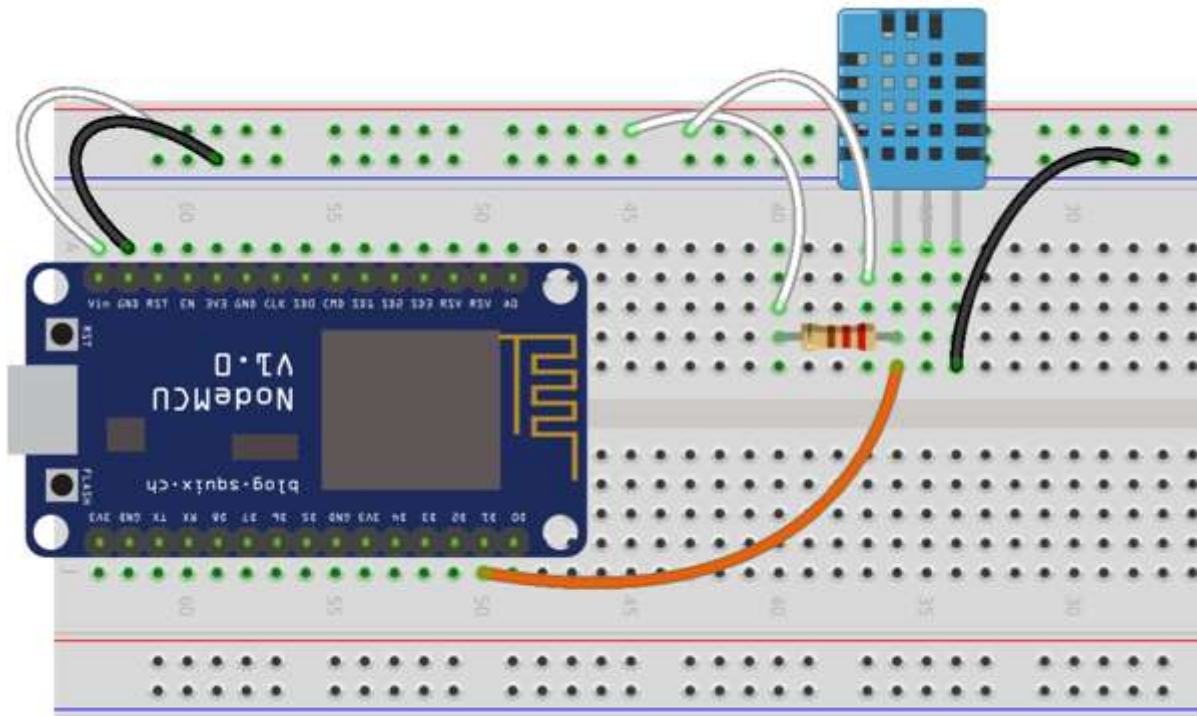 60 55 50 45 40 30
Vin GND RST EN 3V3 GND CLK SD0 CMD SD1 SD2 SD3 RSV RSV A0
RST
NodeMCU
V1.0
blog.squix.ch
FLASH
3V3 GND TX RX D8 D7 D6 D5 GND 3V3 D4 D3 D2 D1 D0
60 55 50 45 40 35 30